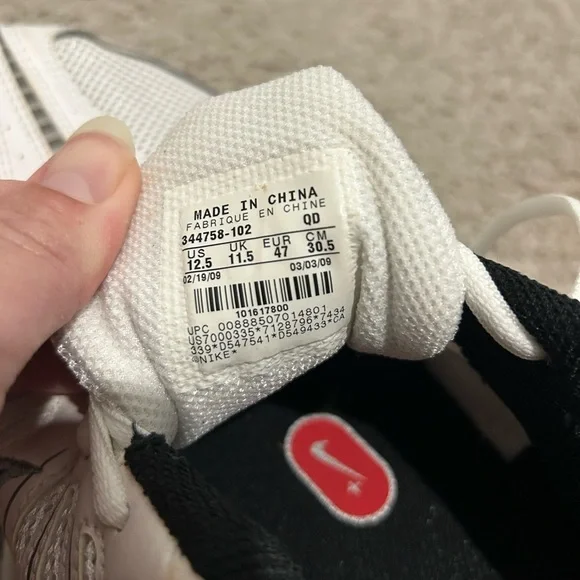 MADE IN CHINA
FABRIQUE EN CHINE
344758-102 QD
US UK EUR CM
12.5 11.5 47 30.5
02/19/09 03/03/09
101617800
UPC 00888507014801
US7000335*7128796*7434
339*D547541*D549433*CA
©NIKE*